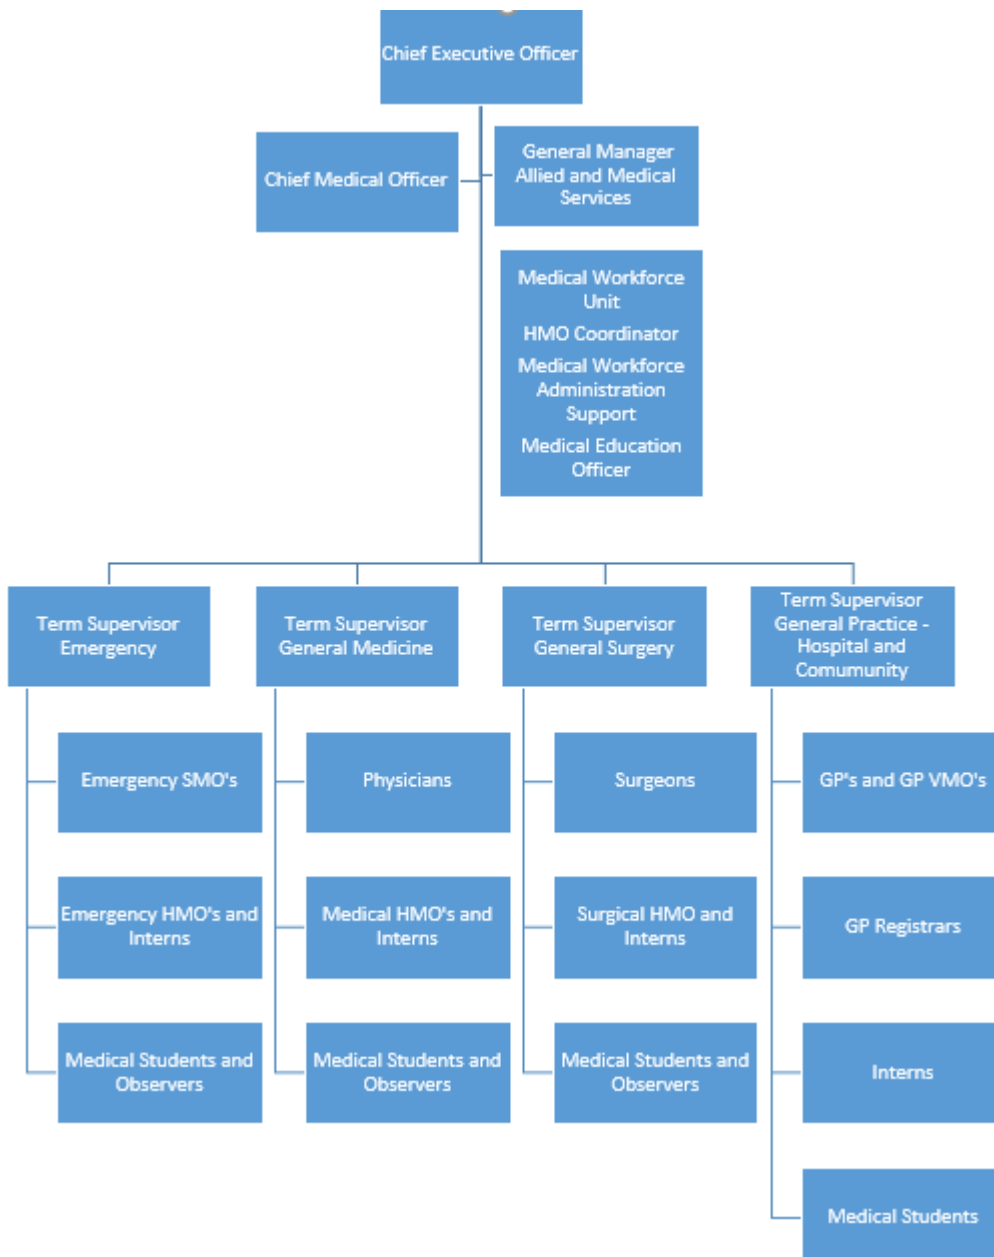 Chief Executive Officer
Chief Medical Officer
General Manager
Allied and Medical
Services
Medical Workforce
Unit
HMO Coordinator
Medical Workforce
Administration
Support
Medical Education
Officer
Term Supervisor
Emergency
Term Supervisor
General Medicine
Term Supervisor
General Surgery
Term Supervisor
General Practice -
Hospital and
Comumunity
Emergency SMO's
Physicians
Surgeons
GP's and GP VMO's
Emergency HMO's and
Interns
Medical HMO's and
Interns
Surgical HMO and
Interns
GP Registrars
Medical Students and
Observers
Medical Students and
Observers
Medical Students and
Observers
Interns
Medical Students